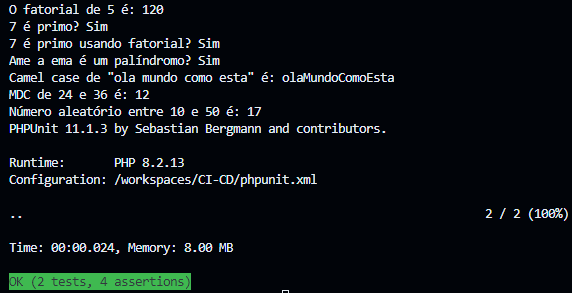 O fatorial de 5 é: 120
7 é primo? Sim
7 é primo usando fatorial? Sim
Ame a ema é um palíndromo? Sim
Camel case de "ola mundo como esta" é: olaMundoComoEsta
MDC de 24 e 36 é: 12
Número aleatório entre 10 e 50 é: 17
PHPUnit 11.1.3 by Sebastian Bergmann and contributors.
Runtime:       PHP 8.2.13
Configuration: /workspaces/CI-CD/phpunit.xml
.. 2 / 2 (100%)
Time: 00:00.024, Memory: 8.00 MB
OK (2 tests, 4 assertions)